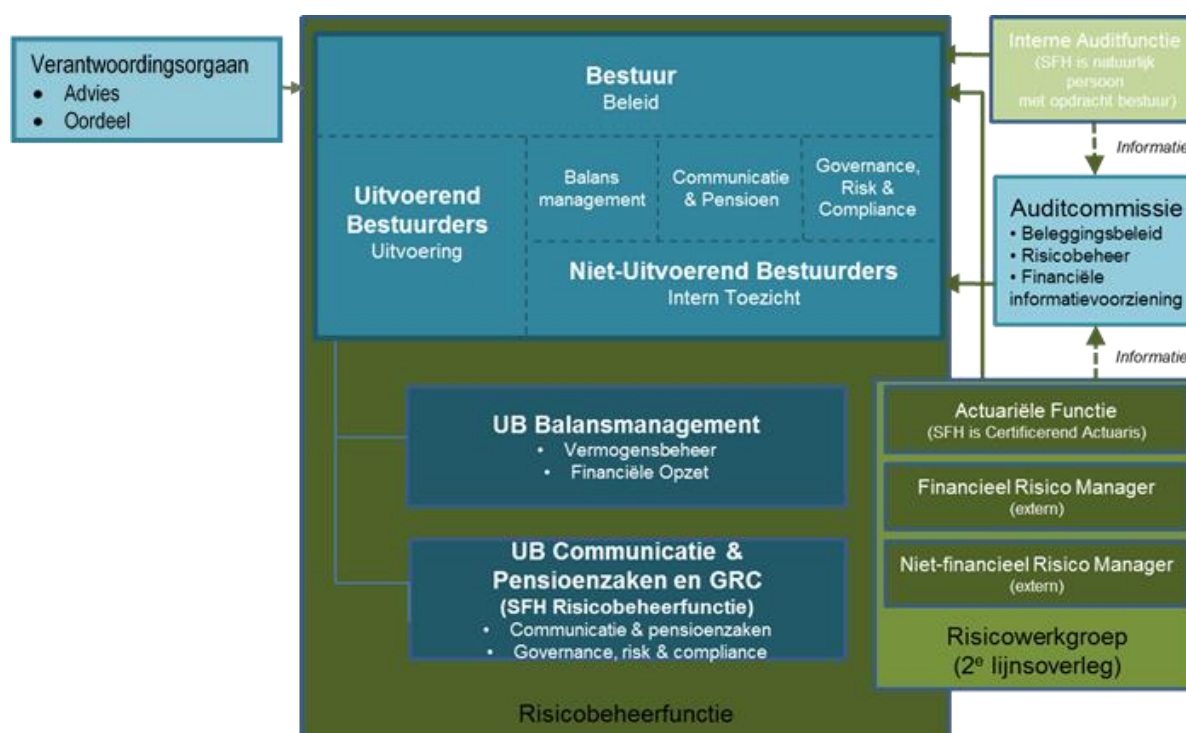 Verantwoordingsorgaan
• Advies
• Oordeel
Bestuur
Beleid
Uitvoerend
Bestuurders
Uitvoering
Balans
management
Communicatie
& Pensioen
Governance,
Risk &
Compliance
Niet-Uitvoerend Bestuurders
Intern Toezicht
UB Balansmanagement
• Vermogensbeheer
• Financiële Opzet
UB Communicatie &
Pensioenzaken en GRC
(SFH Risicobeheerfunctie)
• Communicatie & pensioenzaken
• Governance, risk & compliance
Risicobeheerfunctie
Interne Auditfunctie
(SFH is natuurlijk
persoon
met opdracht bestuur)
Informatie
Auditcommissie
• Beleggingsbeleid
• Risicobeheer
• Financiële
informatievoorziening
Informatie
Actuariële Functie
(SFH is Certificerend Actuaris)
Financieel Risico Manager
(extern)
Niet-financieel Risico Manager
(extern)
Risicowerkgroep
(2e lijnsoverleg)